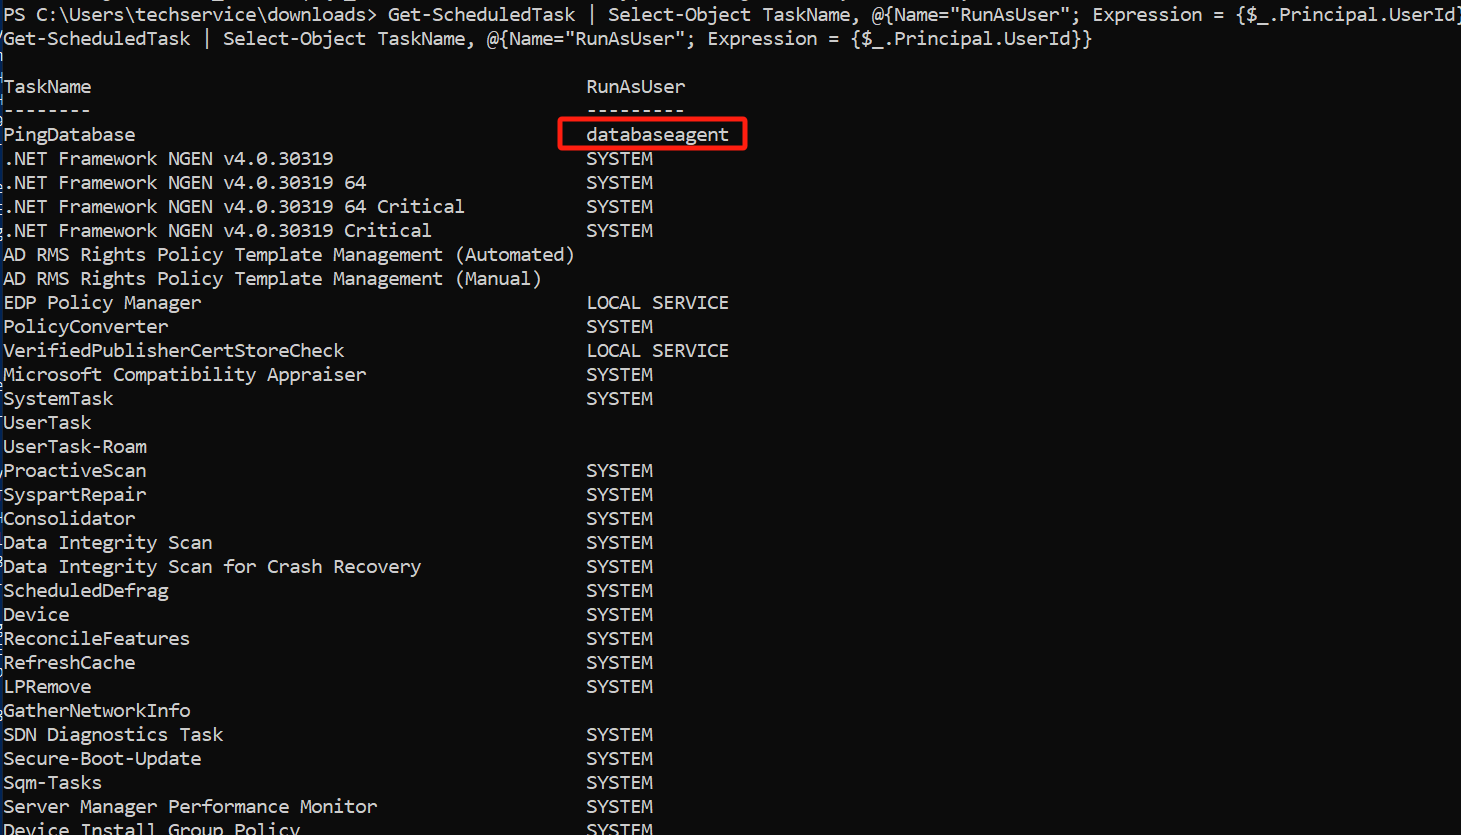 PS C:\Users\techservice\downloads> Get-ScheduledTask | Select-Object TaskName, @{Name="RunAsUser"; Expression = {$_.Principal.UserId}
Get-ScheduledTask | Select-Object TaskName, @{Name="RunAsUser"; Expression = {$_.Principal.UserId}}
TaskName RunAsUser
-------- ---------
PingDatabase databaseagent
.NET Framework NGEN v4.0.30319 SYSTEM
.NET Framework NGEN v4.0.30319 64 SYSTEM
.NET Framework NGEN v4.0.30319 64 Critical SYSTEM
.NET Framework NGEN v4.0.30319 Critical SYSTEM
AD RMS Rights Policy Template Management (Automated)
AD RMS Rights Policy Template Management (Manual)
EDP Policy Manager LOCAL SERVICE
PolicyConverter SYSTEM
VerifiedPublisherCertStoreCheck LOCAL SERVICE
Microsoft Compatibility Appraiser SYSTEM
SystemTask SYSTEM
UserTask
UserTask-Roam
ProactiveScan SYSTEM
SyspartRepair SYSTEM
Consolidator SYSTEM
Data Integrity Scan SYSTEM
Data Integrity Scan for Crash Recovery SYSTEM
ScheduledDefrag SYSTEM
Device SYSTEM
ReconcileFeatures SYSTEM
RefreshCache SYSTEM
LPRemove SYSTEM
GatherNetworkInfo
SDN Diagnostics Task SYSTEM
Secure-Boot-Update SYSTEM
Sqm-Tasks SYSTEM
Server Manager Performance Monitor SYSTEM
Device Install Group Policy SYSTEM